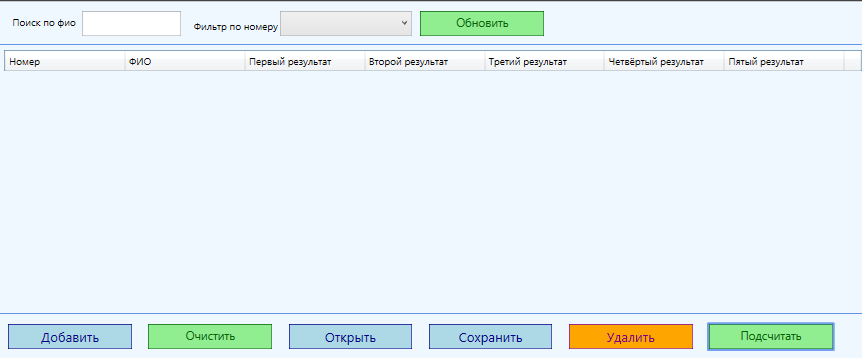 Поиск по фио
Фильтр по номеру
Обновить
Номер ФИО Первый результат Второй результат Третий результат Четвёртый результат Пятый результат
Добавить Очистить Открыть Сохранить Удалить Подсчитать